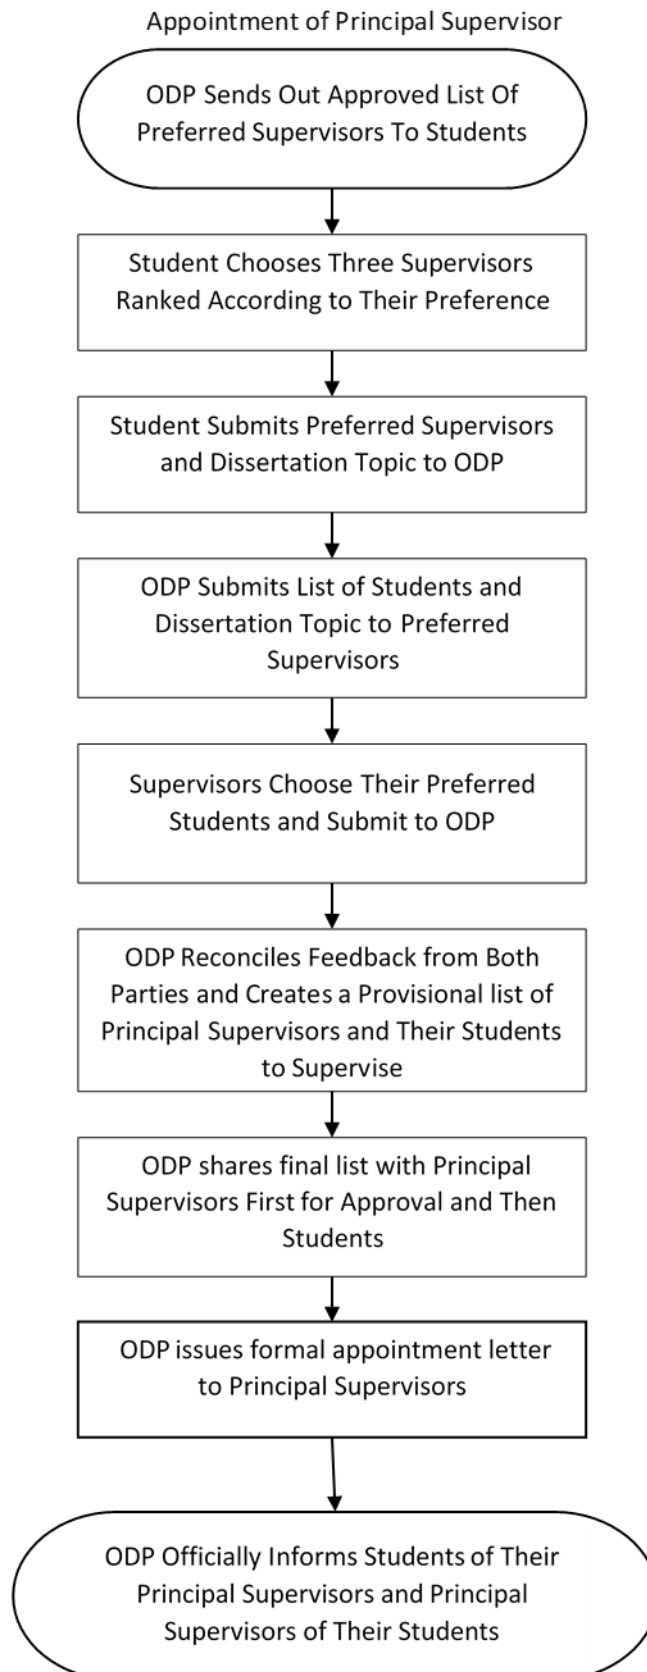 Appointment of Principal Supervisor
ODP Sends Out Approved List Of
Preferred Supervisors To Students
Student Chooses Three Supervisors
Ranked According to Their Preference
Student Submits Preferred Supervisors
and Dissertation Topic to ODP
ODP Submits List of Students and
Dissertation Topic to Preferred
Supervisors
Supervisors Choose Their Preferred
Students and Submit to ODP
ODP Reconciles Feedback from Both
Parties and Creates a Provisional list of
Principal Supervisors and Their Students
to Supervise
ODP shares final list with Principal
Supervisors First for Approval and Then
Students
ODP issues formal appointment letter
to Principal Supervisors
ODP Officially Informs Students of Their
Principal Supervisors and Principal
Supervisors of Their Students